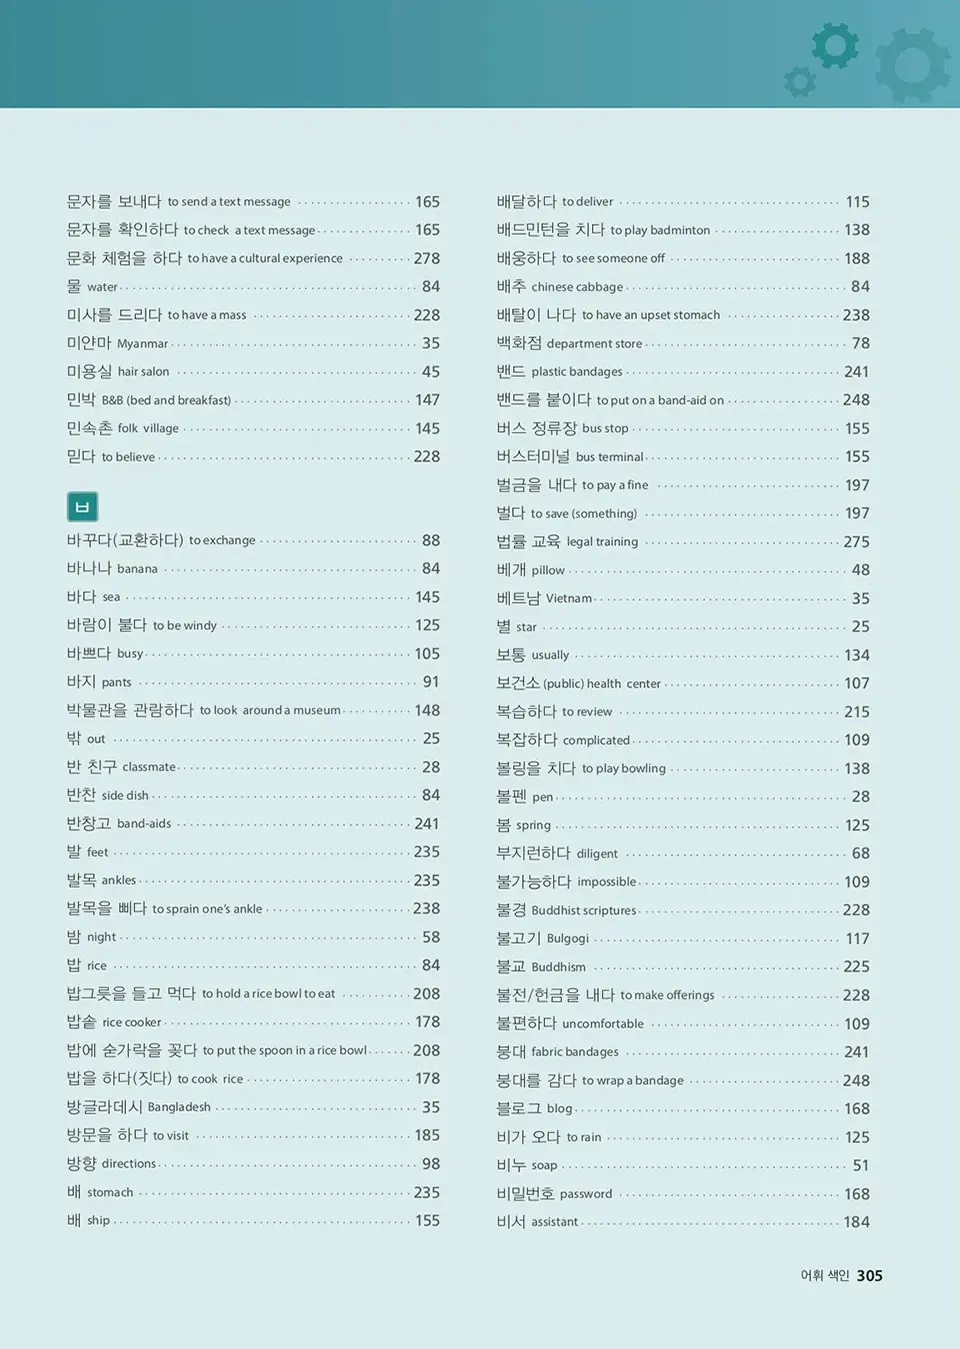 문자를 보내다 to send a text message 165
문자를 확인하다 to check a text message 165
문화 체험을 하다 to have a cultural experience 278
물 water 84
미사를 드리다 to have a mass 228
미얀마 Myanmar 35
미용실 hair salon 45
민박 B&B (bed and breakfast) 147
민속촌 folk village 145
믿다 to believe 228
ㅂ
바꾸다(교환하다) to exchange 88
바나나 banana 84
바다 sea 145
바람이 불다 to be windy 125
바쁘다 busy 105
바지 pants 91
박물관을 관람하다 to look around a museum 148
밖 out 25
반 친구 classmate 28
반찬 side dish 84
반창고 band-aids 241
발 feet 235
발목 ankles 235
발목을 삐다 to sprain one's ankle 238
밤 night 58
밥 rice 84
밥그릇을 들고 먹다 to hold a rice bowl to eat 208
밥솥 rice cooker 178
밥에 숟가락을 꽂다 to put the spoon in a rice bowl 208
밥을 하다(짓다) to cook rice 178
방글라데시 Bangladesh 35
방문을 하다 to visit 185
방향 directions 98
배 stomach 235
배 ship 155
배달하다 to deliver 115
배드민턴을 치다 to play badminton 138
배웅하다 to see someone off 188
배추 chinese cabbage 84
배탈이 나다 to have an upset stomach 238
백화점 department store 78
밴드 plastic bandages 241
밴드를 붙이다 to put on a band-aid on 248
버스 정류장 bus stop 155
버스터미널 bus terminal 155
벌금을 내다 to pay a fine 197
벌다 to save (something) 197
법률 교육 legal training 275
베개 pillow 48
베트남 Vietnam 35
별 star 25
보통 usually 134
보건소 (public) health center 107
복습하다 to review 215
복잡하다 complicated 109
볼링을 치다 to play bowling 138
볼펜 pen 28
봄 spring 125
부지런하다 diligent 68
불가능하다 impossible 109
불경 Buddhist scriptures 228
불고기 Bulgogi 117
불교 Buddhism 225
불전/헌금을 내다 to make offerings 228
불편하다 uncomfortable 109
붕대 fabric bandages 241
붕대를 감다 to wrap a bandage 248
블로그 blog 168
비가 오다 to rain 125
비누 soap 51
비밀번호 password 168
비서 assistant 184
어휘 색인 305